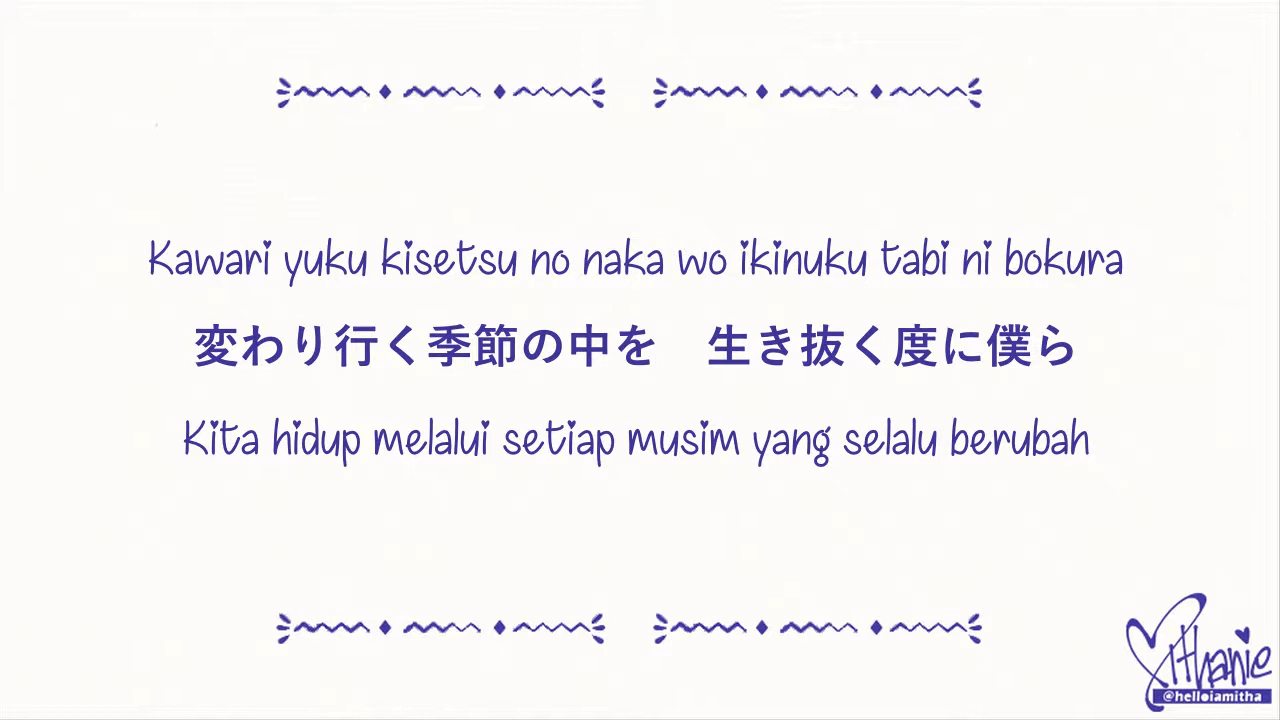 Kawari yuku kisetsu no naka wo ikinuku tabi ni bokura
変わり行く季節の中を　生き抜く度に僕ら
Kita hidup melalui setiap musim yang selalu berubah
Mithanie
@helloiamitha